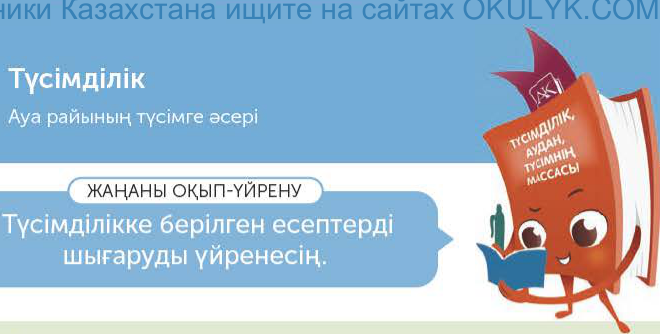 ники Казахстана ищите на сайтах OKULYK.COM
Түсімділік
Ауа райының түсімге әсері
ЖАҢАНЫ ОҚЫП-ҮЙРЕНУ
Түсімділікке берілген есептерді
шығаруды үйренесің.
ТҮСІМДІЛІК,
АУДАН,
ТҮСІМНІҢ
МАССАСЫ